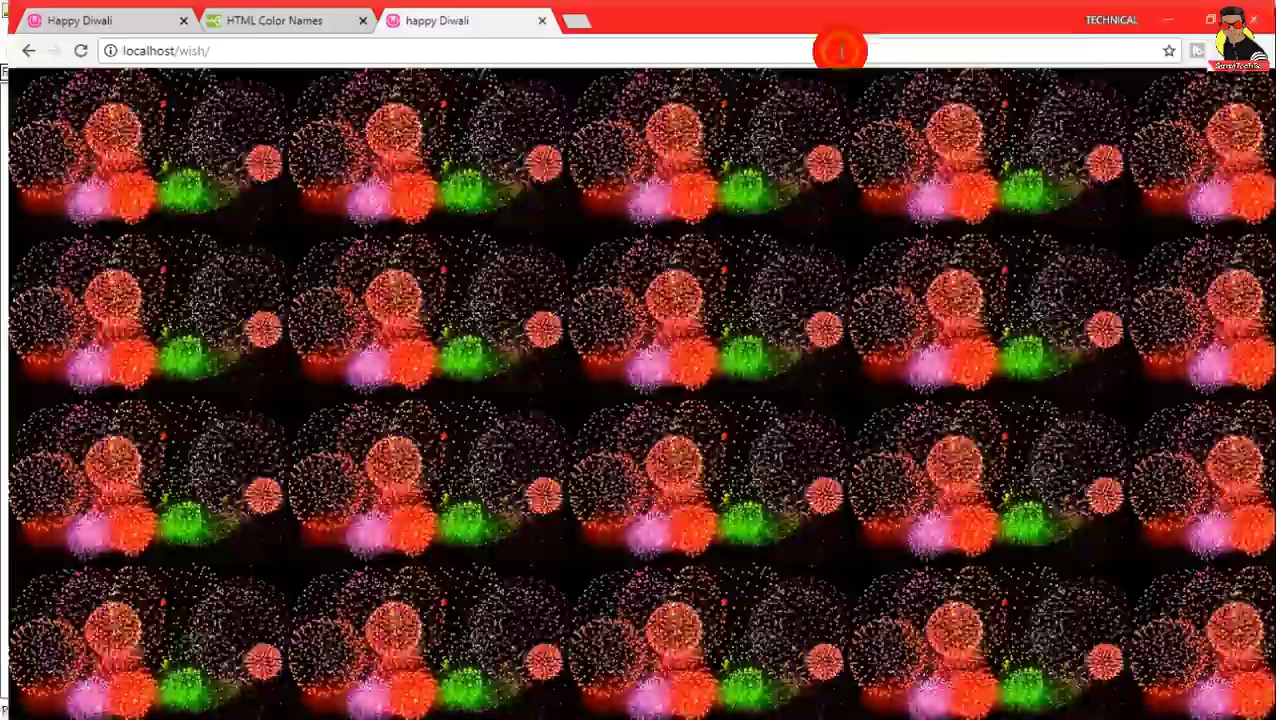 Happy Diwali
HTML Color Names
happy Diwali
TECHNICAL
localhost/wish/